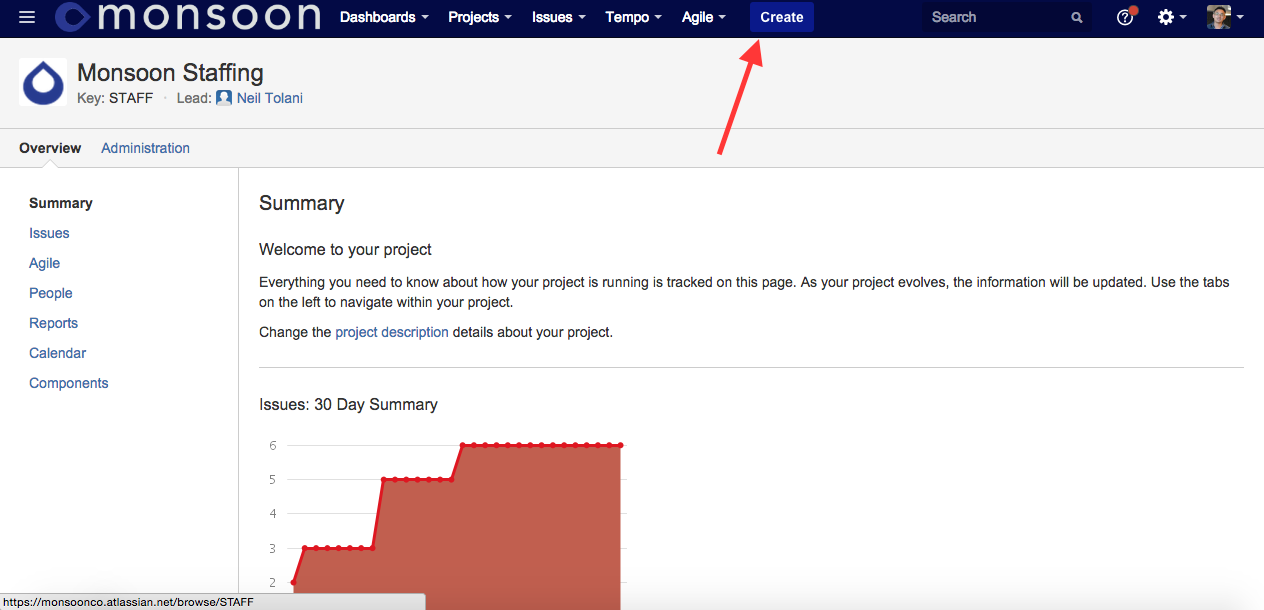 monsoon Dashboards Projects Issues Tempo Agile Create Search
Monsoon Staffing
Key: STAFF · Lead: Neil Tolani
Overview Administration
Summary
Issues
Agile
People
Reports
Calendar
Components
Summary
Welcome to your project
Everything you need to know about how your project is running is tracked on this page. As your project evolves, the information will be updated. Use the tabs
on the left to navigate within your project.
Change the project description details about your project.
Issues: 30 Day Summary
6
5
4
3
2
https://monsoonco.atlassian.net/browse/STAFF